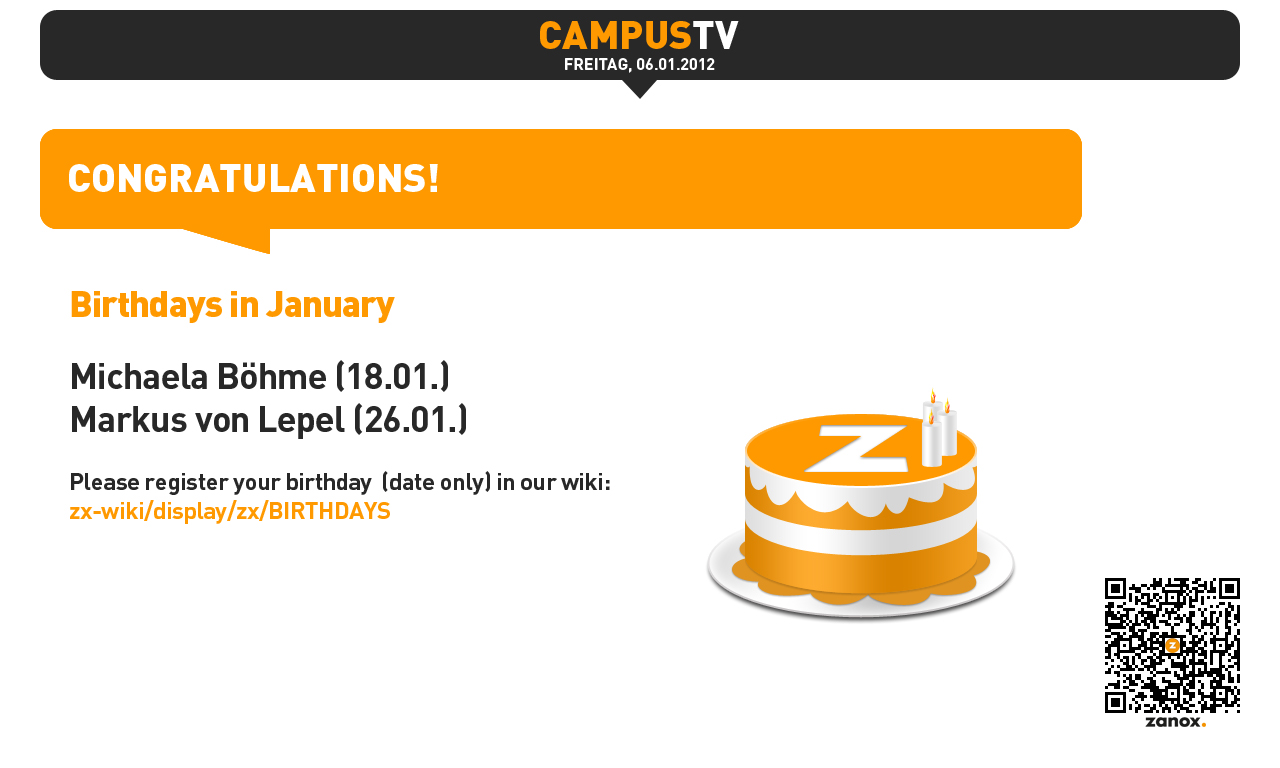 CAMPUSTV
FREITAG, 06.01.2012
CONGRATULATIONS!
Birthdays in January
Michaela Böhme (18.01.)
Markus von Lepel (26.01.)
Please register your birthday (date only) in our wiki:
zx-wiki/display/zx/BIRTHDAYS
Z
Z
zanox.